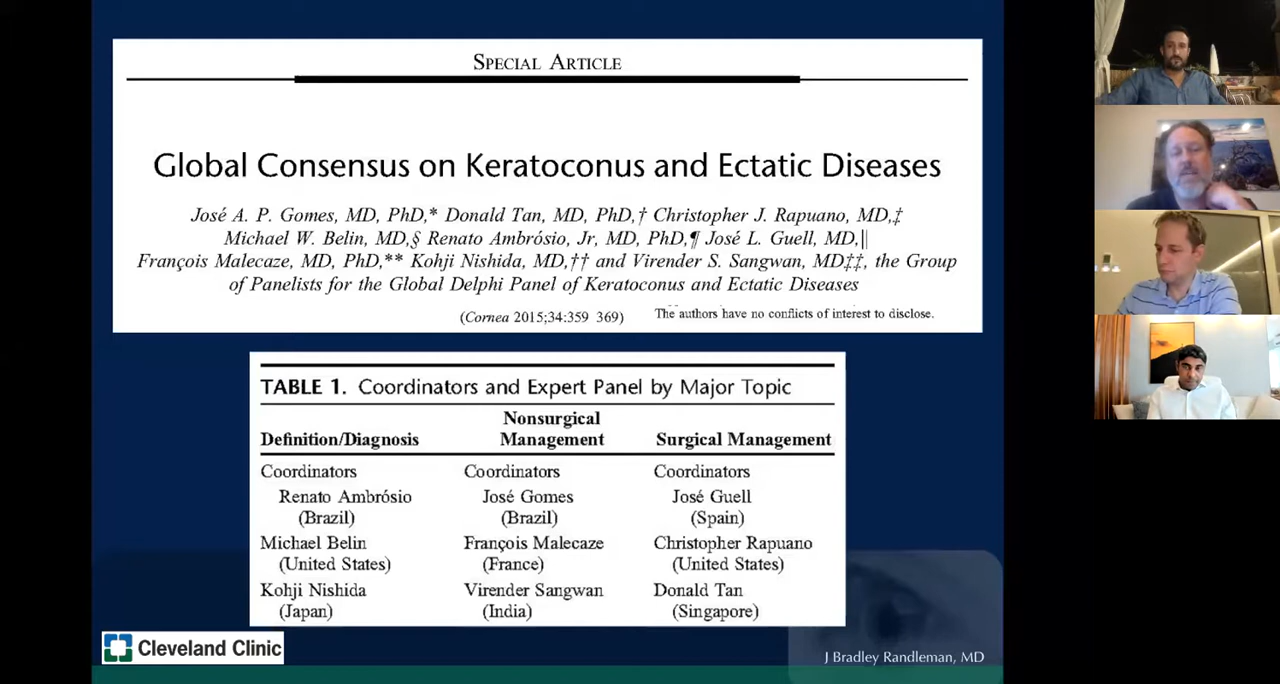 SPECIAL ARTICLE
Global Consensus on Keratoconus and Ectatic Diseases
José A. P. Gomes, MD, PhD,* Donald Tan, MD, PhD,† Christopher J. Rapuano, MD,‡
Michael W. Belin, MD,§ Renato Ambrósio, Jr, MD, PhD,¶ José L. Guell, MD,||
François Malecaze, MD, PhD,** Kohji Nishida, MD,†† and Virender S. Sangwan, MD‡‡, the Group
of Panelists for the Global Delphi Panel of Keratoconus and Ectatic Diseases
(Cornea 2015;34:359 369) The authors have no conflicts of interest to disclose.
TABLE 1. Coordinators and Expert Panel by Major Topic
Nonsurgical
Definition/Diagnosis Management Surgical Management
Coordinators Coordinators Coordinators
Renato Ambrósio José Gomes José Guell
(Brazil) (Brazil) (Spain)
Michael Belin François Malecaze Christopher Rapuano
(United States) (France) (United States)
Kohji Nishida Virender Sangwan Donald Tan
(Japan) (India) (Singapore)
Cleveland Clinic
J Bradley Randleman, MD